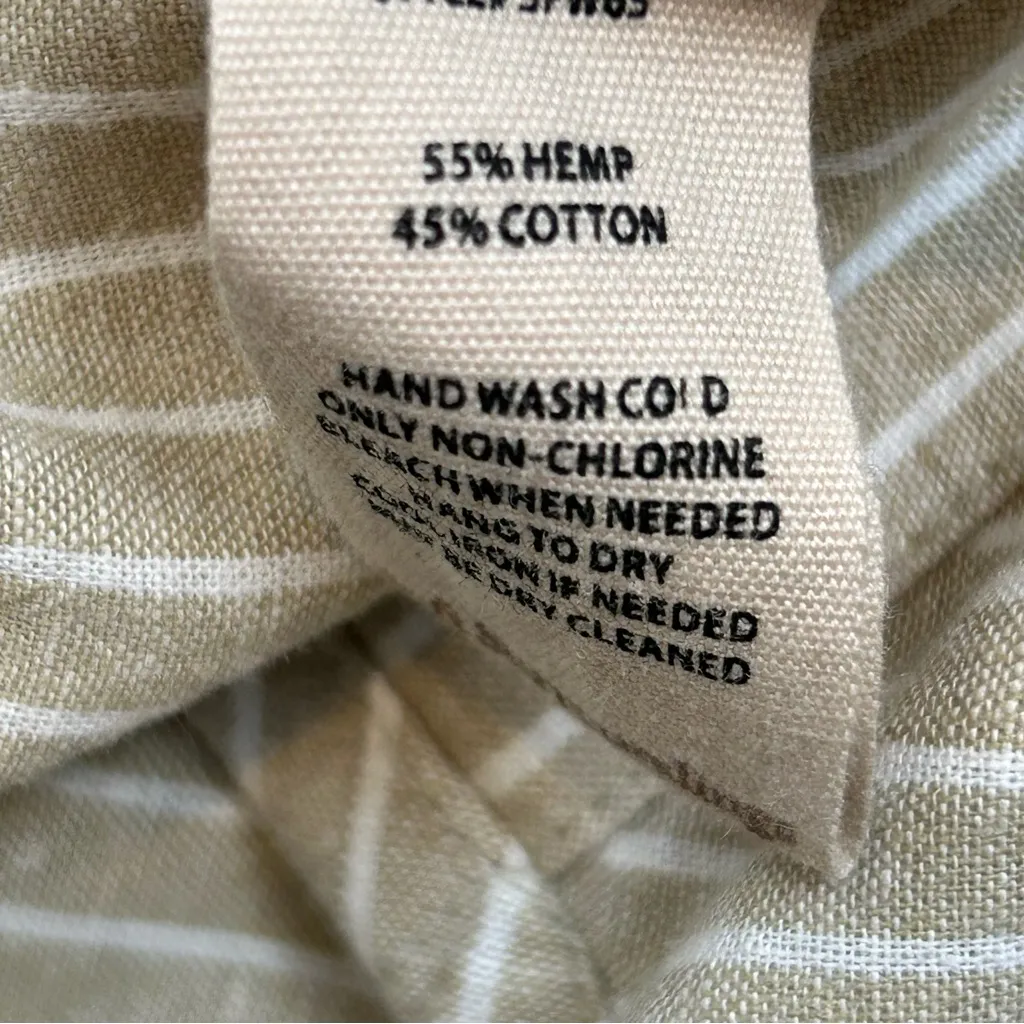 55% HEMP
45% COTTON
HAND WASH COLD
ONLY NON-CHLORINE
BLEACH WHEN NEEDED
HANG TO DRY
COOL IRON IF NEEDED
BE DRY CLEANED